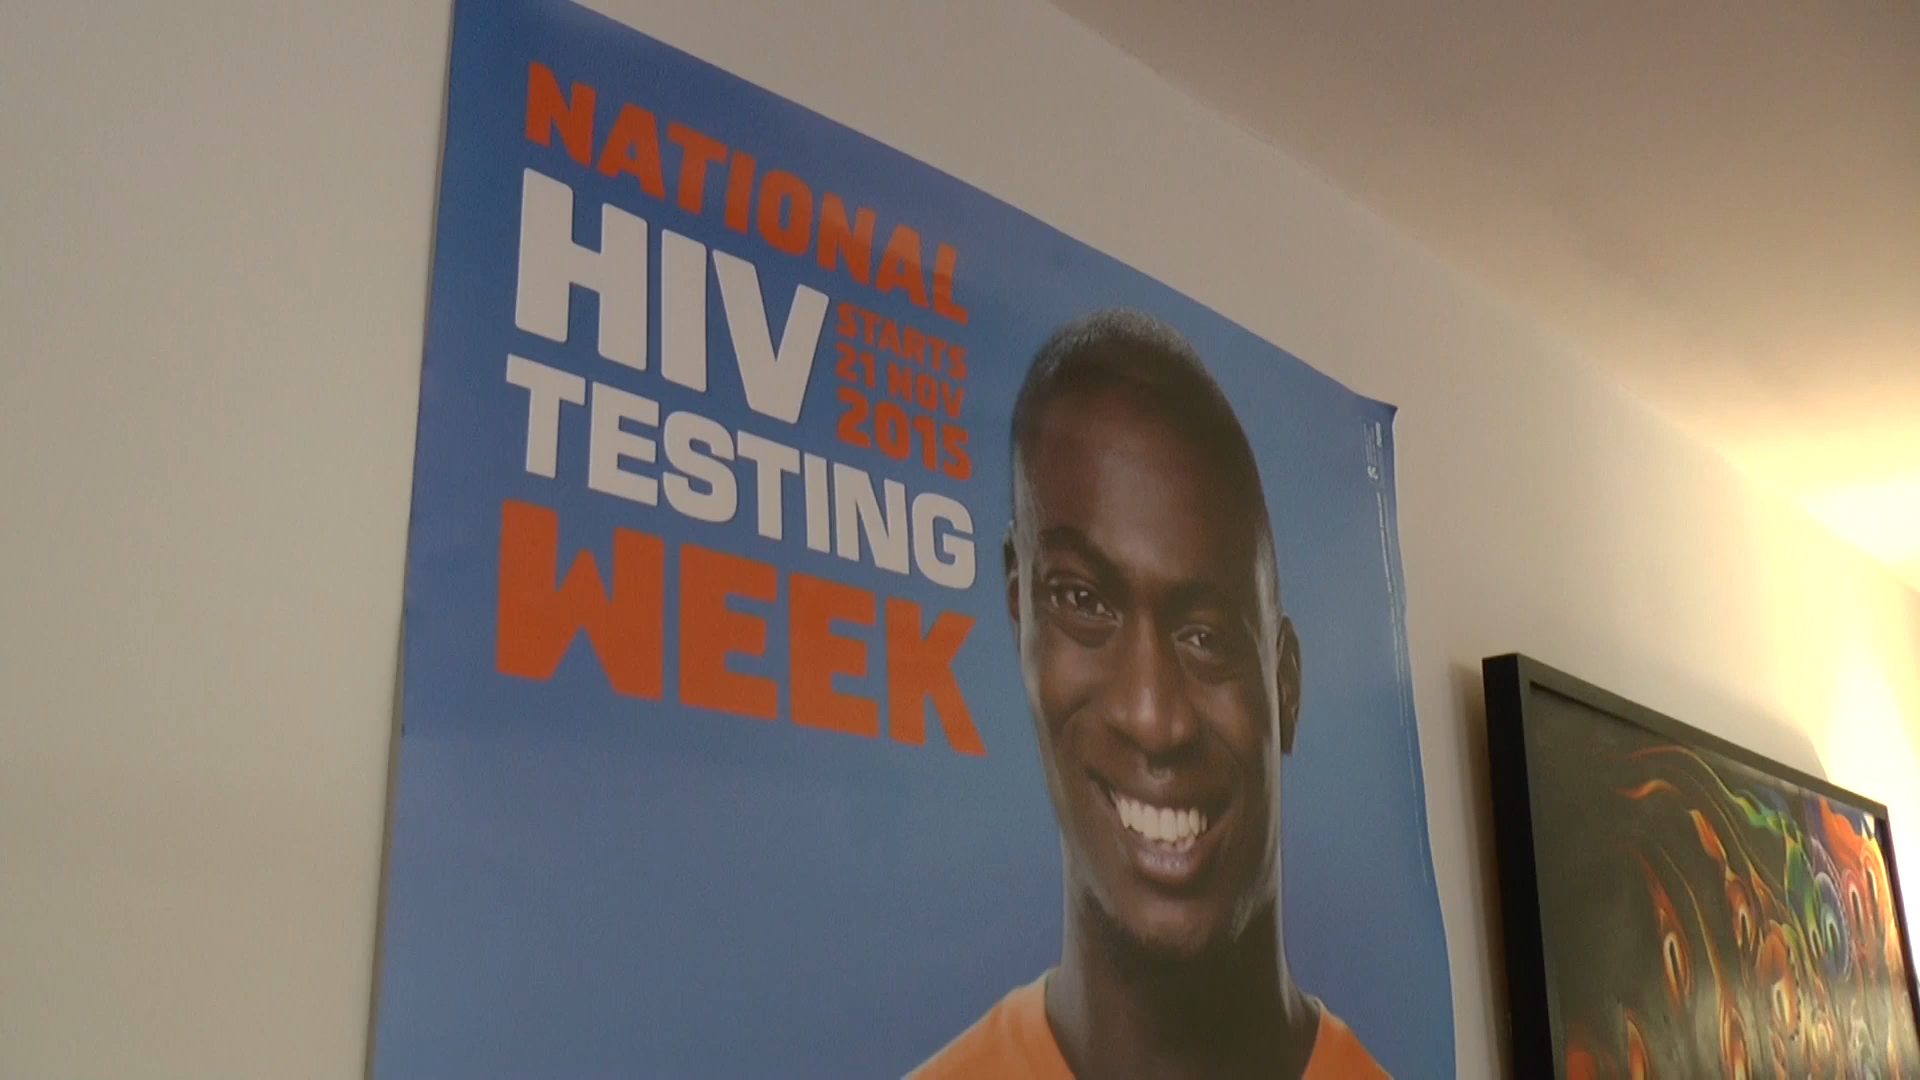 NATIONAL
HIV
STARTS
21 NOV
2015
TESTING
WEEK